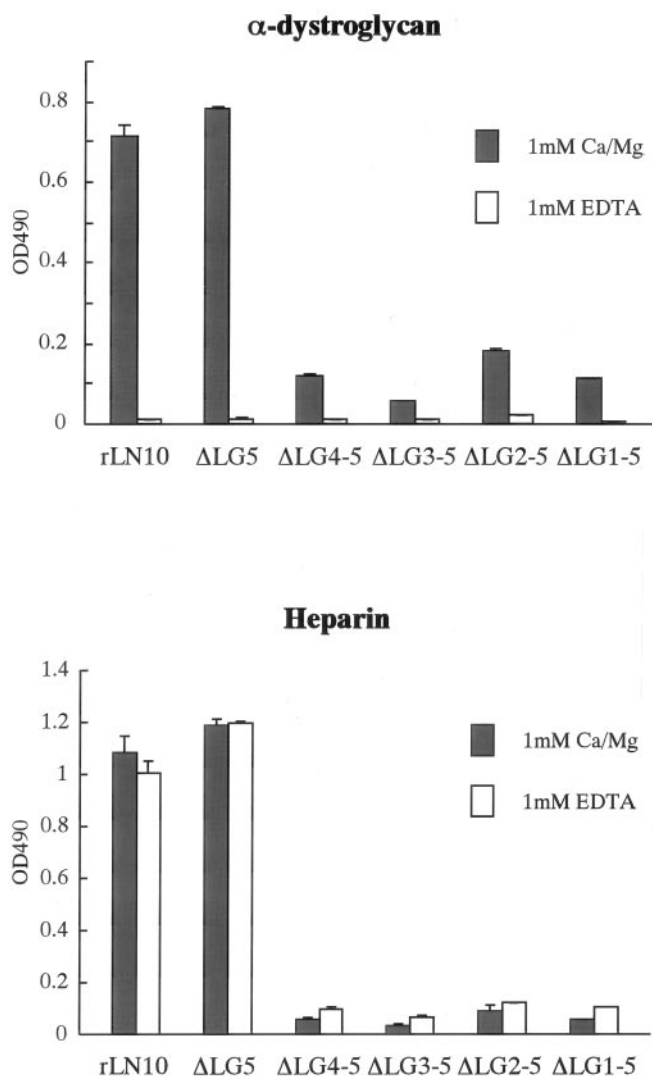 α-dystroglycan
0.8
0.6
0.4
0.2
0
OD490
1mM Ca/Mg
1mM EDTA
rLN10 ΔLG5 ΔLG4-5 ΔLG3-5 ΔLG2-5 ΔLG1-5
Heparin
1.4
1.2
1
0.8
0.6
0.4
0.2
0
OD490
1mM Ca/Mg
1mM EDTA
rLN10 ΔLG5 ΔLG4-5 ΔLG3-5 ΔLG2-5 ΔLG1-5